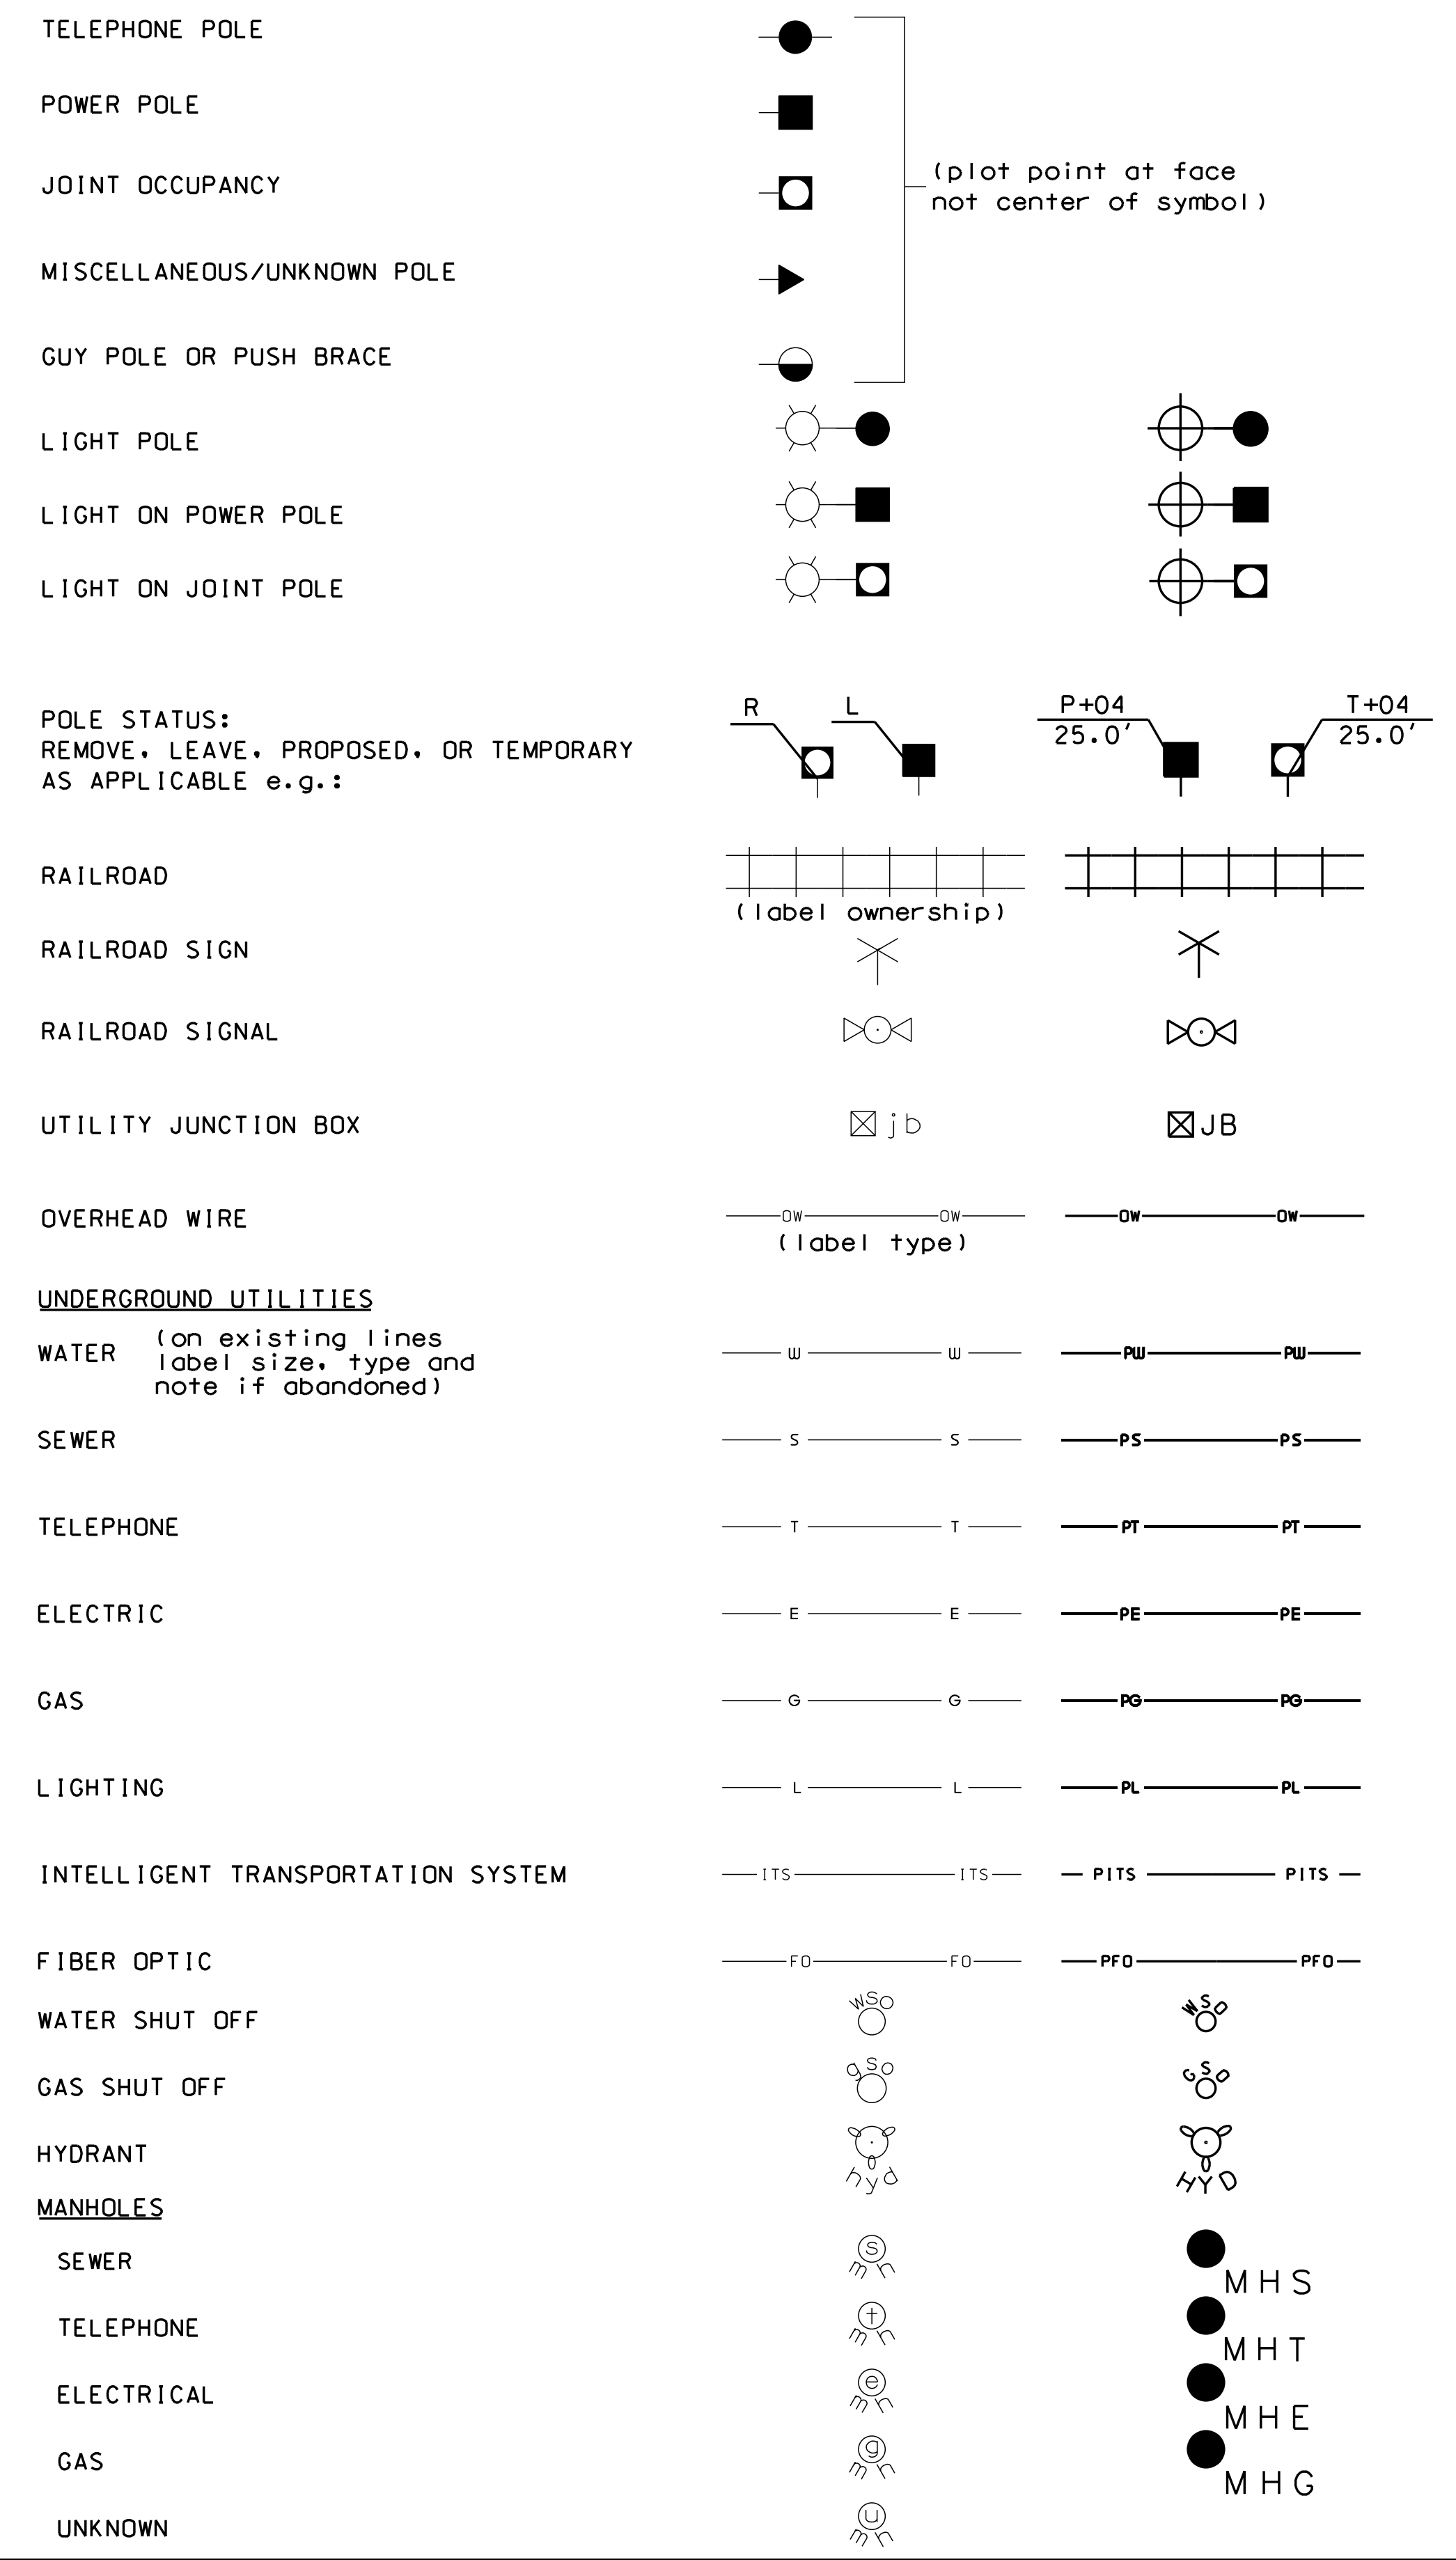 TELEPHONE POLE
POWER POLE
JOINT OCCUPANCY
(plot point at face
not center of symbol)
MISCELLANEOUS/UNKNOWN POLE
GUY POLE OR PUSH BRACE
LIGHT POLE
LIGHT ON POWER POLE
LIGHT ON JOINT POLE
POLE STATUS:
REMOVE, LEAVE, PROPOSED, OR TEMPORARY
AS APPLICABLE e.g.:
R
L
P+04
25.0'
T+04
25.0'
RAILROAD
(label ownership)
RAILROAD SIGN
RAILROAD SIGNAL
UTILITY JUNCTION BOX
jb
JB
OVERHEAD WIRE
OW OW
OW OW
(label type)
UNDERGROUND UTILITIES
WATER
(on existing lines
label size, type and
note if abandoned)
W W
PW PW
SEWER
S S
PS PS
TELEPHONE
T T
PT PT
ELECTRIC
E E
PE PE
GAS
G G
PG PG
LIGHTING
L L
PL PL
INTELLIGENT TRANSPORTATION SYSTEM
ITS ITS
PITS PITS
FIBER OPTIC
FO FO
PFO PFO
WATER SHUT OFF
wso
WSO
GAS SHUT OFF
gso
GSO
HYDRANT
hyd
HYD
MANHOLES
SEWER
s
mh
MHS
TELEPHONE
t
mh
MHT
ELECTRICAL
e
mh
MHE
GAS
g
mh
MHG
UNKNOWN
u
mh